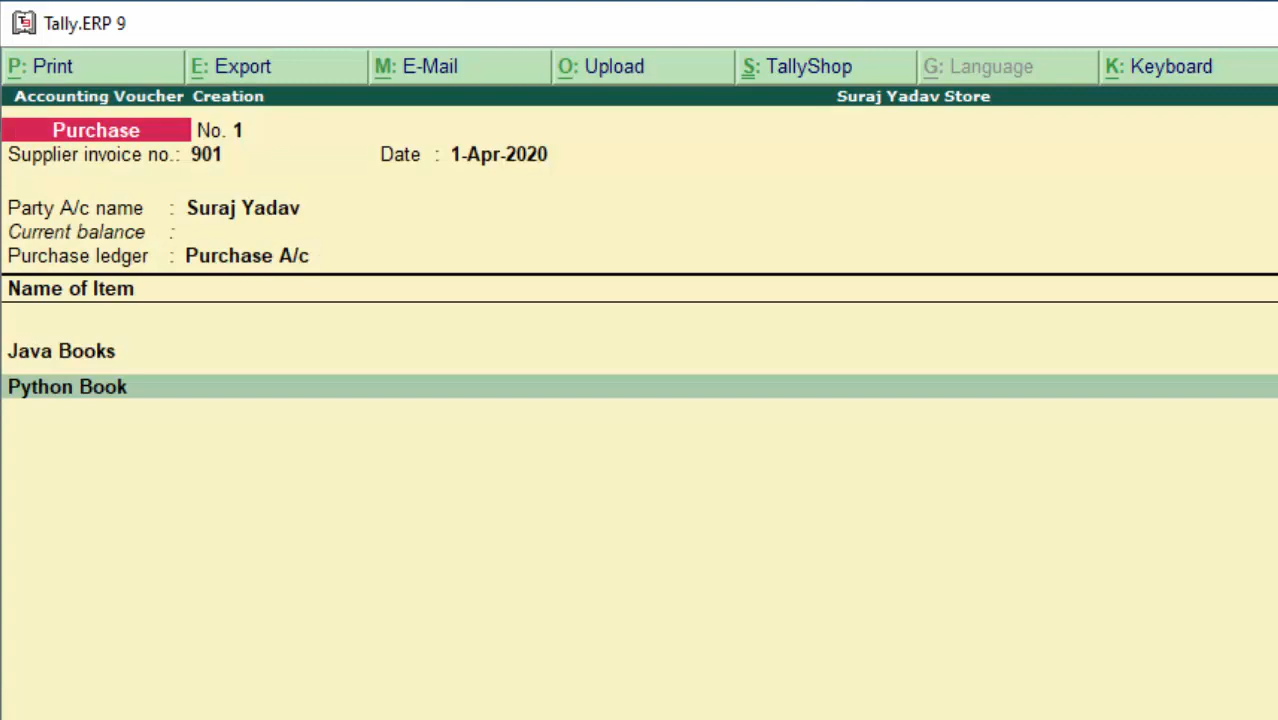 Tally.ERP 9
P: Print E: Export M: E-Mail O: Upload S: TallyShop G: Language K: Keyboard
Accounting Voucher Creation Suraj Yadav Store
Purchase No. 1
Supplier invoice no.: 901 Date : 1-Apr-2020
Party A/c name : Suraj Yadav
Current balance :
Purchase ledger : Purchase A/c
Name of Item
Java Books
Python Book